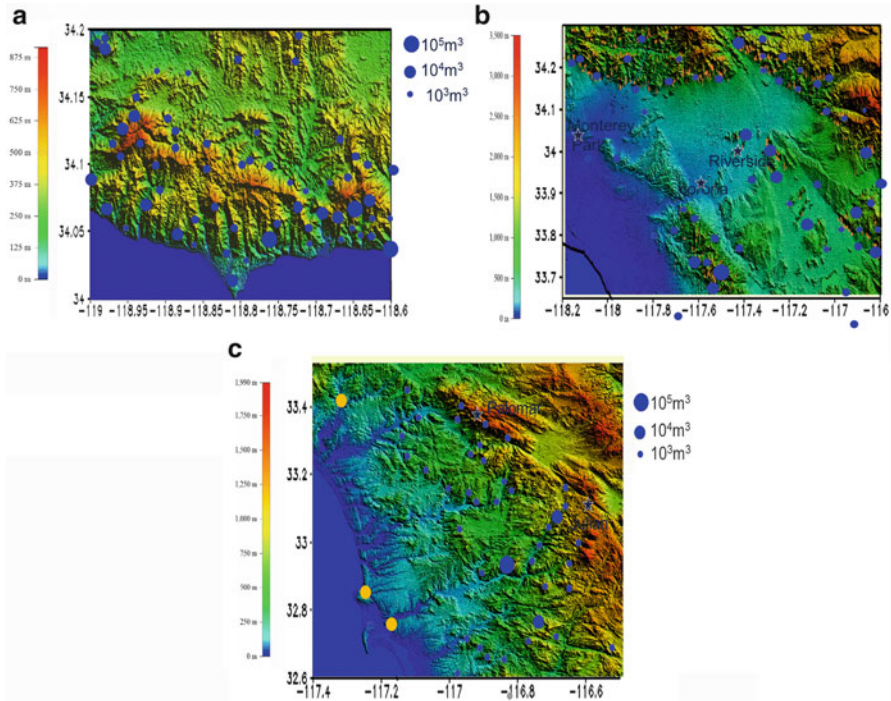 a
875 m
750 m
625 m
500 m
375 m
250 m
125 m
0 m
34.2
34.15
34.1
34.05
34
−119 −118.95 −118.9 −118.85 −118.8 −118.75 −118.7 −118.65 −118.6
10⁵m³
10⁴m³
10³m³
b
3,500 m
3,000 m
2,500 m
2,000 m
1,500 m
1,000 m
500 m
0 m
34.2
34.1
34
33.9
33.8
33.7
Monterey
Park
Riverside
corona
−118.2 −118 −117.8 −117.6 −117.4 −117.2 −117 −116
c
1,990 m
1,750 m
1,500 m
1,250 m
1,000 m
750 m
500 m
250 m
0 m
33.4
33.2
33
32.8
32.6
Palomar
Julian
−117.4 −117.2 −117 −116.8 −116.6
10⁵m³
10⁴m³
10³m³